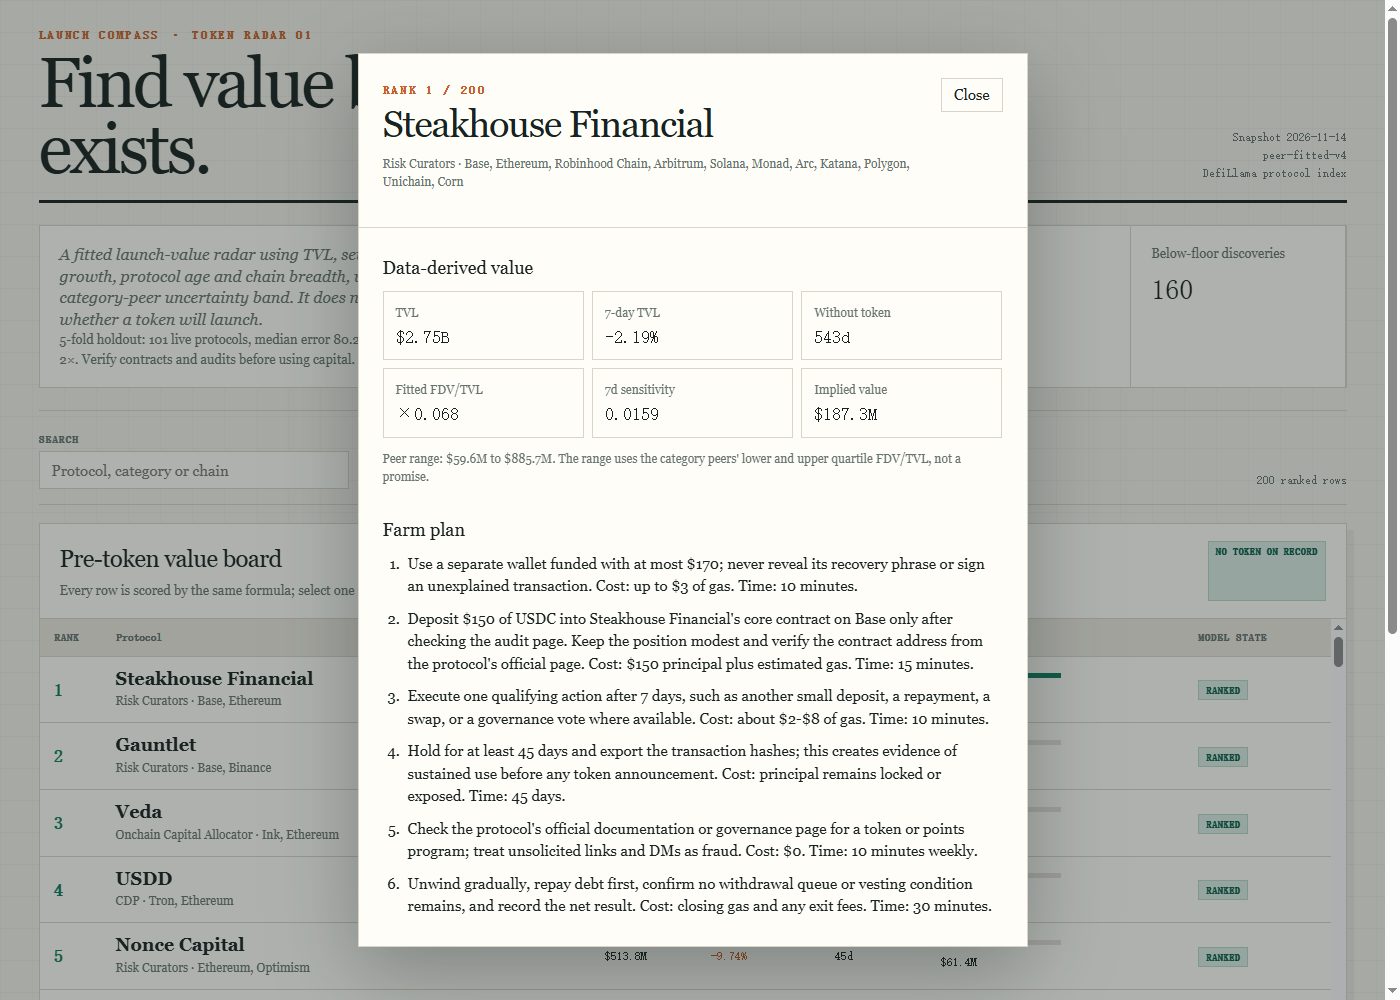 LAUNCH COMPASS · TOKEN RADAR 01
Find value
exists.
Snapshot 2026-11-14
peer-fitted-v4
DefiLlama protocol index
A fitted launch-value radar using TVL,
growth, protocol age and chain breadth,
category-peer uncertainty band. It does
whether a token will launch.
5-fold holdout: 101 live protocols, median error 80.2
2×. Verify contracts and audits before using capital.
Below-floor discoveries
160
SEARCH
Protocol, category or chain
200 ranked rows
Pre-token value board
Every row is scored by the same formula; select one
NO TOKEN ON RECORD
RANK
Protocol
MODEL STATE
1
Steakhouse Financial
Risk Curators · Base, Ethereum
RANKED
2
Gauntlet
Risk Curators · Base, Binance
RANKED
3
Veda
Onchain Capital Allocator · Ink, Ethereum
RANKED
4
USDD
CDP · Tron, Ethereum
RANKED
5
Nonce Capital
Risk Curators · Ethereum, Optimism
$513.8M
-9.74%
45d
$61.4M
RANKED
RANK 1 / 200
Steakhouse Financial
Close
Risk Curators · Base, Ethereum, Robinhood Chain, Arbitrum, Solana, Monad, Arc, Katana, Polygon,
Unichain, Corn
Data-derived value
TVL
$2.75B
7-day TVL
-2.19%
Without token
543d
Fitted FDV/TVL
×0.068
7d sensitivity
0.0159
Implied value
$187.3M
Peer range: $59.6M to $885.7M. The range uses the category peers' lower and upper quartile FDV/TVL, not a
promise.
Farm plan
1. Use a separate wallet funded with at most $170; never reveal its recovery phrase or sign
an unexplained transaction. Cost: up to $3 of gas. Time: 10 minutes.
2. Deposit $150 of USDC into Steakhouse Financial's core contract on Base only after
checking the audit page. Keep the position modest and verify the contract address from
the protocol's official page. Cost: $150 principal plus estimated gas. Time: 15 minutes.
3. Execute one qualifying action after 7 days, such as another small deposit, a repayment, a
swap, or a governance vote where available. Cost: about $2-$8 of gas. Time: 10 minutes.
4. Hold for at least 45 days and export the transaction hashes; this creates evidence of
sustained use before any token announcement. Cost: principal remains locked or
exposed. Time: 45 days.
5. Check the protocol's official documentation or governance page for a token or points
program; treat unsolicited links and DMs as fraud. Cost: $0. Time: 10 minutes weekly.
6. Unwind gradually, repay debt first, confirm no withdrawal queue or vesting condition
remains, and record the net result. Cost: closing gas and any exit fees. Time: 30 minutes.